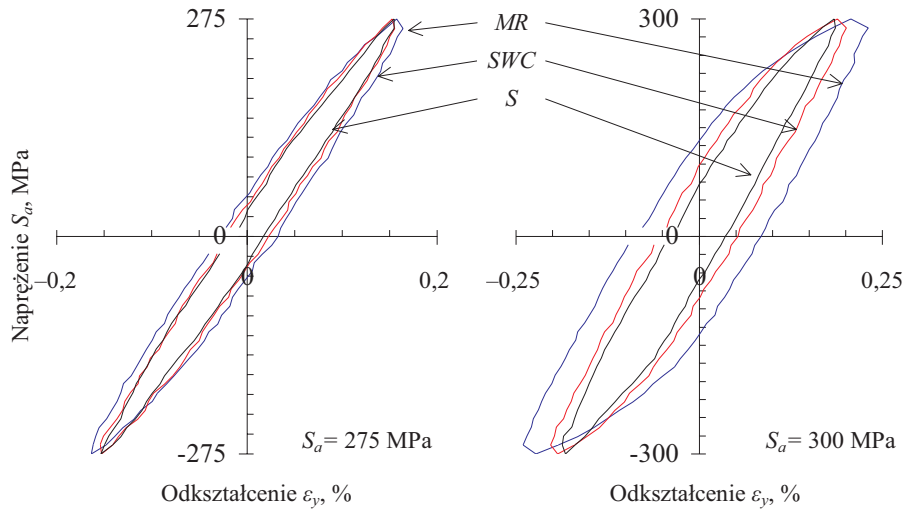 275
300
MR
SWC
S
Naprężenie Sₐ, MPa
0
0
–0,2
0
0,2
–0,25
0
0,25
-275
Sₐ= 275 MPa
-300
Sₐ= 300 MPa
Odkształcenie εy, %
Odkształcenie εy, %